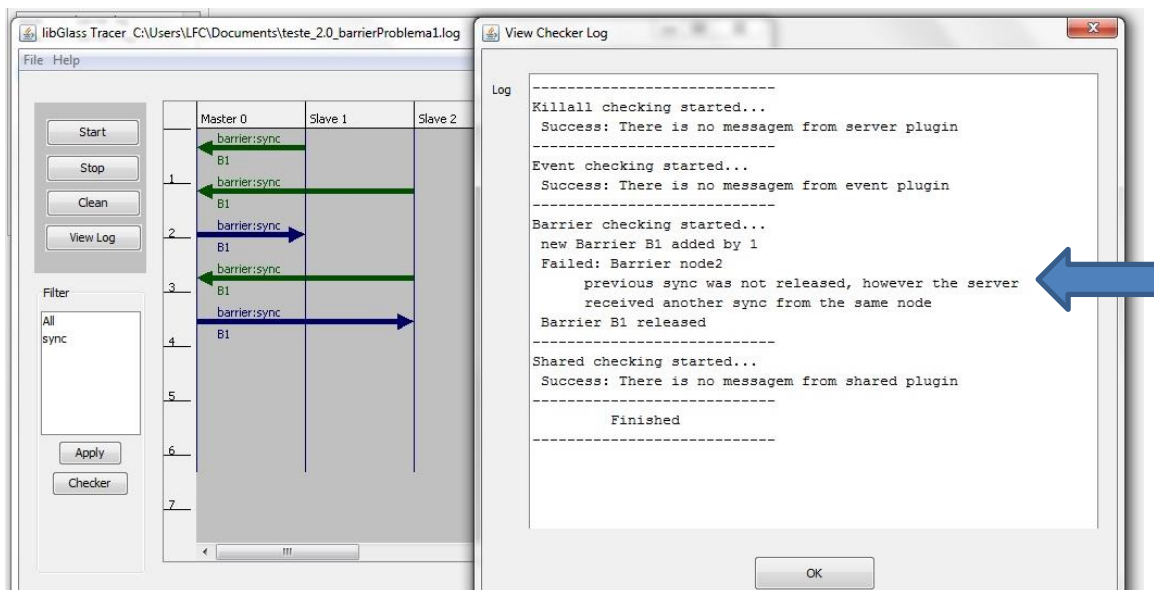 libGlass Tracer_C:\Users\LFC\Documents\teste_2.0_barrierProblema1.log
File Help
Start
Stop
Clean
View Log
Filter
All
sync
Apply
Checker
Master 0 Slave 1 Slave 2
barrier:sync
B1
1
barrier:sync
B1
2
barrier:sync
B1
barrier:sync
3
B1
barrier:sync
B1
4
5
6
7
View Checker Log
Log
----------------------------
Killall checking started...
Success: There is no messagem from server plugin
----------------------------
Event checking started...
Success: There is no messagem from event plugin
----------------------------
Barrier checking started...
new Barrier B1 added by 1
Failed: Barrier node2
previous sync was not released, however the server
received another sync from the same node
Barrier B1 released
----------------------------
Shared checking started...
Success: There is no messagem from shared plugin
----------------------------
Finished
----------------------------
OK